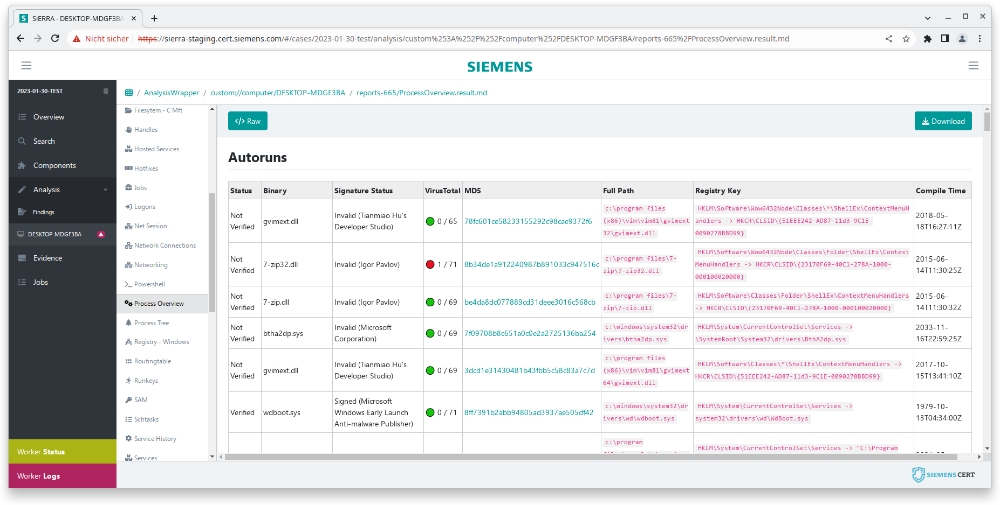 SiERRA - DESKTOP-MDGF3BA
Nicht sicher
https://sierra-staging.cert.siemens.com/#/cases/2023-01-30-test/analysis/custom%253A%252F%252Fcomputer%252FDESKTOP-MDGF3BA/reports-665%2FProcessOverview.result.md
SIEMENS
2023-01-30-TEST
Overview
Search
Components
Analysis
Findings
DESKTOP-MDGF3BA
Evidence
Jobs
Worker Status
Worker Logs
/ AnalysisWrapper / custom://computer/DESKTOP-MDGF3BA / reports-665/ProcessOverview.result.md
Filesytem - C Mft
Handles
Hosted Services
Hotfixes
Jobs
Logons
Net Session
Network Connections
Networking
Powershell
Process Overview
Process Tree
Registry - Windows
Routingtable
Runkeys
SAM
Schtasks
Service History
Services
Raw
Download
Autoruns
Status Binary Signature Status VirusTotal MD5 Full Path Registry Key Compile Time
Not
Verified
gvimext.dll
Invalid (Tianmiao Hu's
Developer Studio)
0 / 65
78fc601ce58233155292c98cae9372f6
c:\program files
(x86)\vim\vim81\gvimext
32\gvimext.dll
HKLM\Software\Wow6432Node\Classes\*\ShellEx\ContextMenuH
andlers -> HKCR\CLSID\{51EEE242-AD87-11d3-9C1E-
0090278BBD99}
2018-05-
18T16:27:11Z
Not
Verified
7-zip32.dll
Invalid (Igor Pavlov)
1 / 71
8b34de1a912240987b891033c947516c
c:\program files\7-
zip\7-zip32.dll
HKLM\Software\Wow6432Node\Classes\Folder\ShellEx\Context
MenuHandlers -> HKCR\CLSID\{23170F69-40C1-278A-1000-
000100020000}
2015-06-
14T11:30:25Z
Not
Verified
7-zip.dll
Invalid (Igor Pavlov)
0 / 69
be4da8dc077889cd31deee3016c568cb
c:\program files\7-
zip\7-zip.dll
HKLM\Software\Classes\Folder\ShellEx\ContextMenuHandlers
-> HKCR\CLSID\{23170F69-40C1-278A-1000-000100020000}
2015-06-
14T11:30:32Z
Not
Verified
btha2dp.sys
Invalid (Microsoft
Corporation)
0 / 69
7f09708b8c651a0c0e2a2725136ba254
c:\windows\system32\dr
ivers\btha2dp.sys
HKLM\System\CurrentControlSet\Services ->
\SystemRoot\System32\drivers\BthA2dp.sys
2033-11-
16T22:59:25Z
Not
Verified
gvimext.dll
Invalid (Tianmiao Hu's
Developer Studio)
0 / 69
3dcd1e31430481b43fbb5c58c83a7c7d
c:\program files
(x86)\vim\vim81\gvimext
64\gvimext.dll
HKLM\Software\Classes\*\ShellEx\ContextMenuHandlers ->
HKCR\CLSID\{51EEE242-AD87-11d3-9C1E-0090278BBD99}
2017-10-
15T13:41:10Z
Verified
wdboot.sys
Signed (Microsoft
Windows Early Launch
Anti-malware Publisher)
0 / 71
8ff7391b2abb94805ad3937ae505df42
c:\windows\system32\dr
ivers\wd\wdboot.sys
HKLM\System\CurrentControlSet\Services ->
system32\drivers\wd\WdBoot.sys
1979-10-
13T04:34:00Z
c:\program
HKLM\System\CurrentControlSet\Services -> "C:\Program
SIEMENS CERT